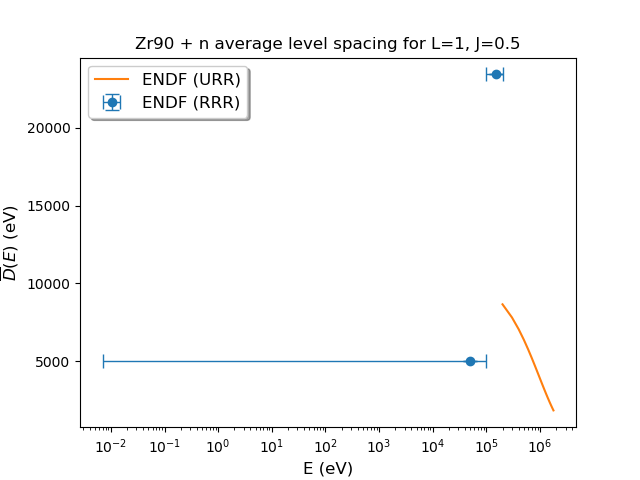 Zr90 + n average level spacing for L=1, J=0.5
ENDF (URR)
ENDF (RRR)
20000
15000
10000
5000
D̅(E) (eV)
10⁻² 10⁻¹ 10⁰ 10¹ 10² 10³ 10⁴ 10⁵ 10⁶
E (eV)